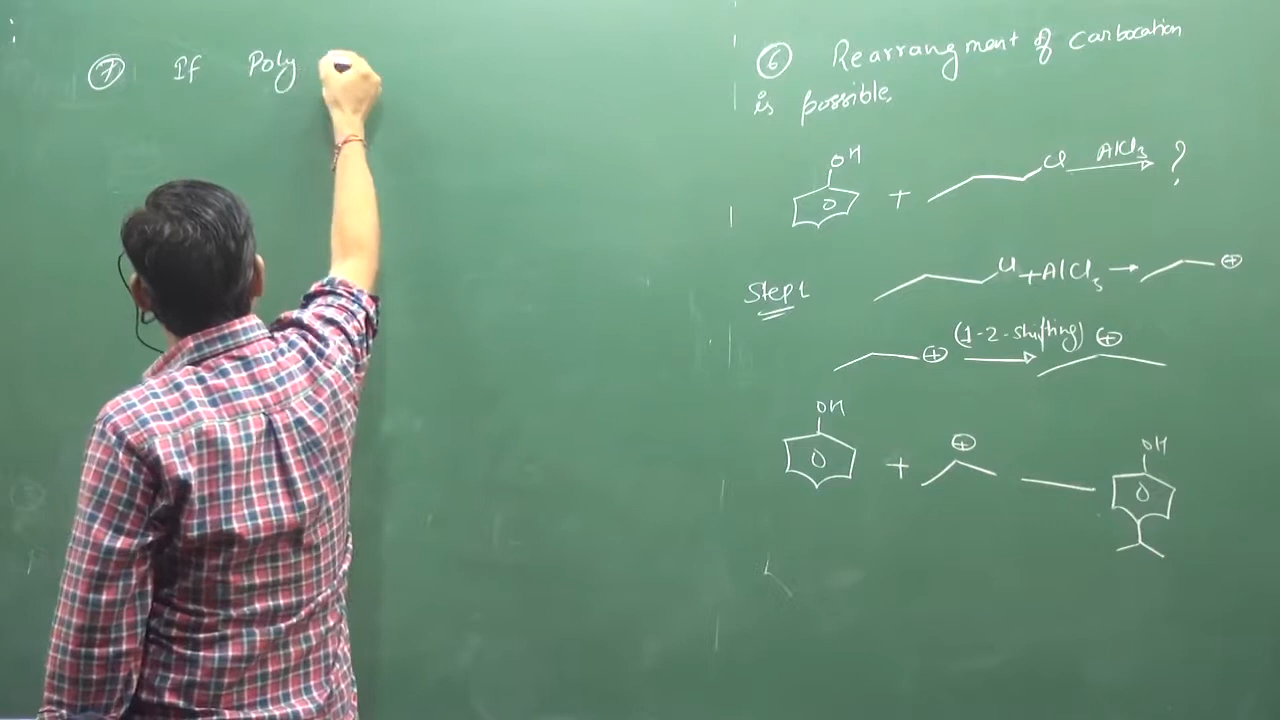 ⑦ If Poly
⑥ Rearrangment of carbocation
is possible,
OH
+
Cl
AlCl3
?
Step1
Cl + AlCl3 → ⊕
⊕ (1-2-shifting) ⊕
OH
+
⊕
OH